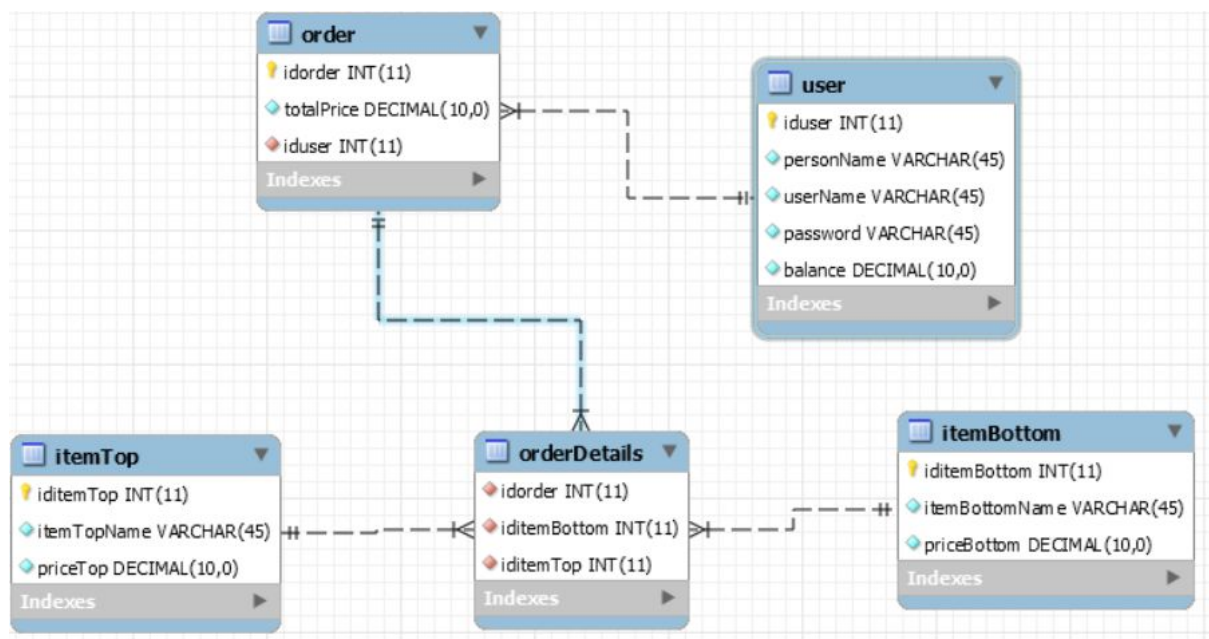 order
idorder INT(11)
totalPrice DECIMAL(10,0)
iduser INT(11)
Indexes
user
iduser INT(11)
personName VARCHAR(45)
userName VARCHAR(45)
password VARCHAR(45)
balance DECIMAL(10,0)
Indexes
itemTop
iditemTop INT(11)
itemTopName VARCHAR(45)
priceTop DECIMAL(10,0)
Indexes
orderDetails
idorder INT(11)
iditemBottom INT(11)
iditemTop INT(11)
Indexes
itemBottom
iditemBottom INT(11)
itemBottomName VARCHAR(45)
priceBottom DECIMAL(10,0)
Indexes